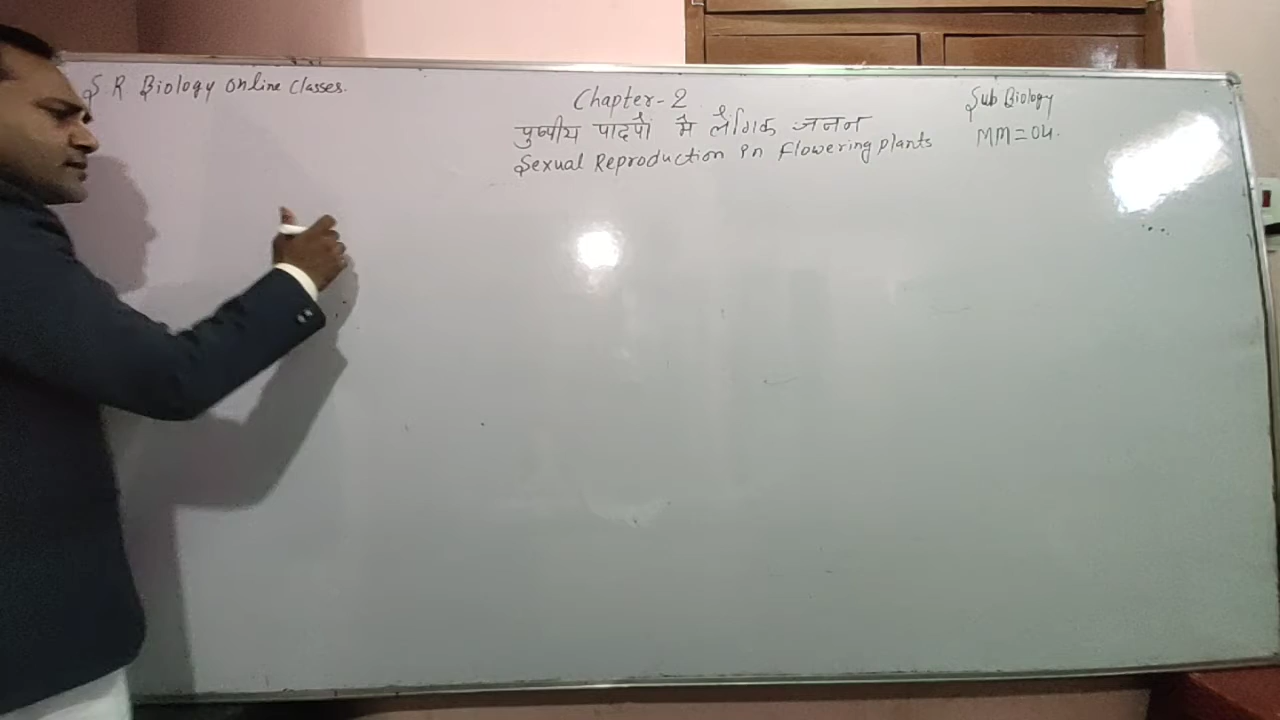 S R Biology Online Classes.
Chapter-2
पुष्पीय पादपों में लैंगिक जनन
Sexual Reproduction in Flowering Plants
Sub Biology
MM=04.